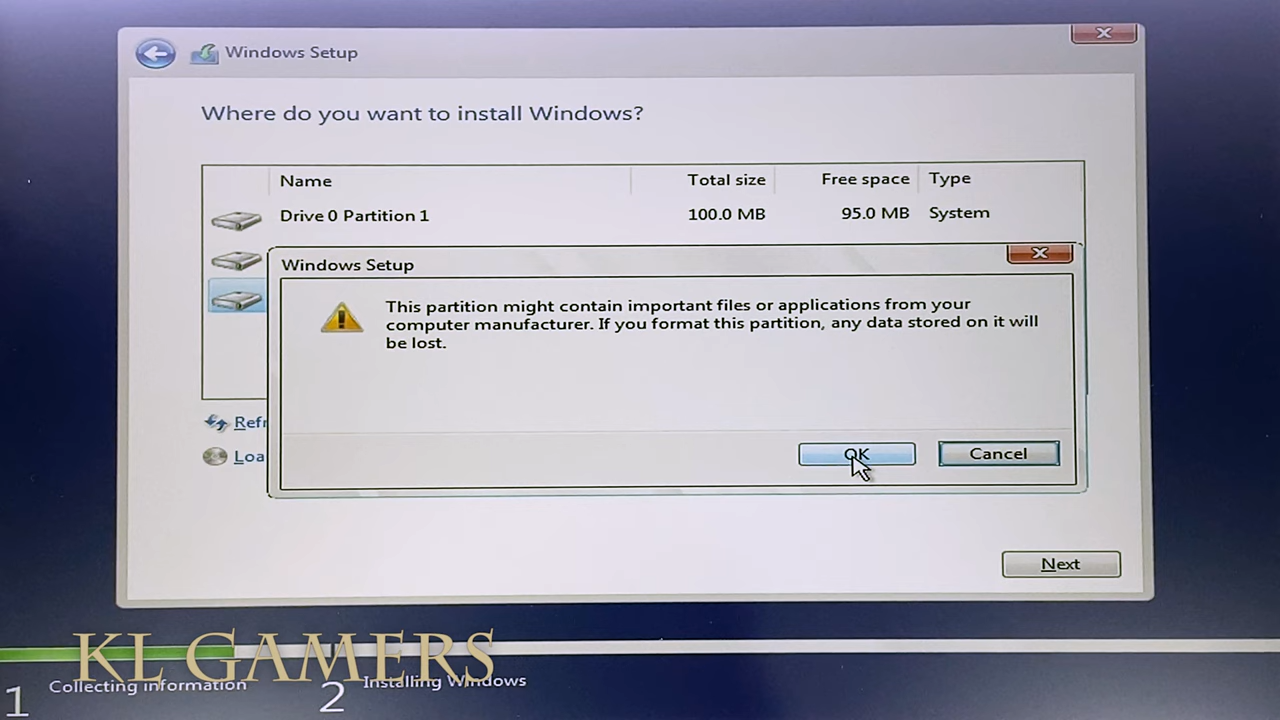 Windows Setup
Where do you want to install Windows?
Name Total size Free space Type
Drive 0 Partition 1 100.0 MB 95.0 MB System
Windows Setup
This partition might contain important files or applications from your
computer manufacturer. If you format this partition, any data stored on it will
be lost.
Refr
Loa
OK Cancel
Next
KL GAMERS
1 Collecting information 2 Installing Windows